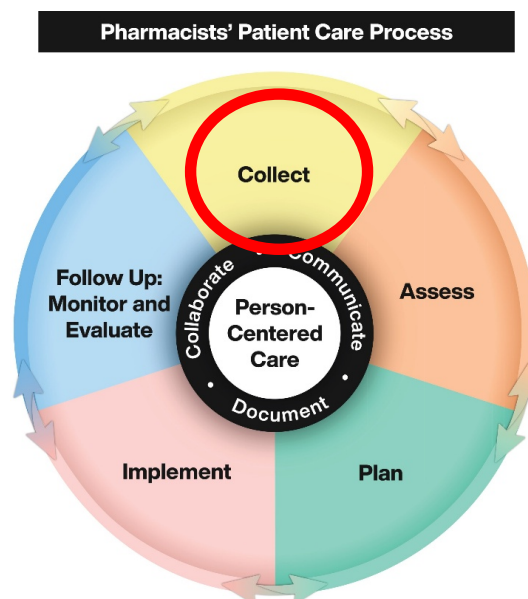 Pharmacists' Patient Care Process
Collect
Assess
Plan
Implement
Follow Up:
Monitor and
Evaluate
Collaborate
Communicate
Document
Person-
Centered
Care